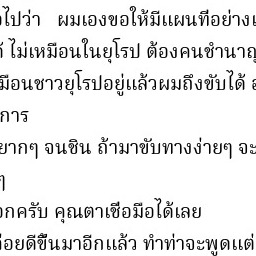 ไปว่า ผมเองขอให้มีแผนที่อย่าง
ไม่เหมือนในยุโรป ต้องคนชำนาญ
มือนชาวยุโรปอยู่แล้วผมถึงขับได้
การ
ยากๆ จนชิน ถ้ามาขับทางง่ายๆ จะ
ๆ
อกครับ คุณตาเชื่อมือได้เลย
่อยดีขึ้นมาอีกแล้ว ทำท่าจะพูดแต่